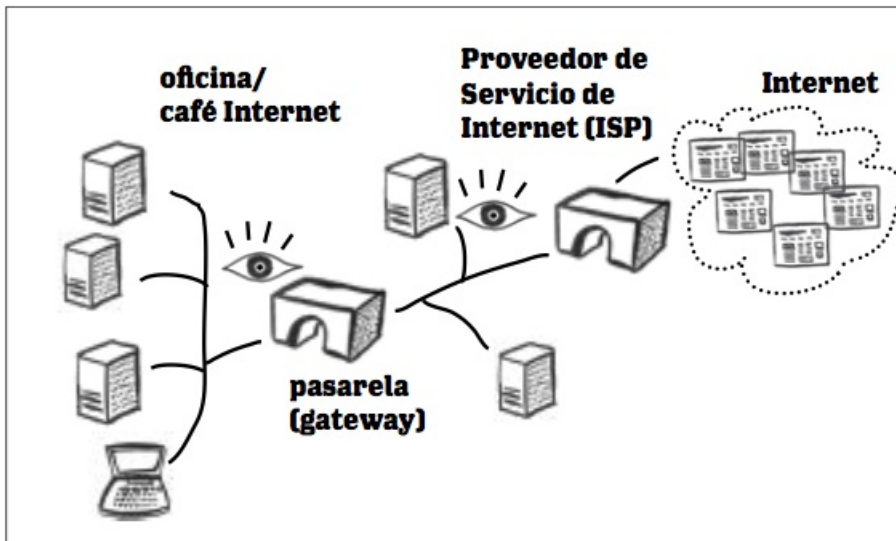 oficina/
café Internet
Proveedor de
Servicio de
Internet (ISP)
Internet
pasarela
(gateway)